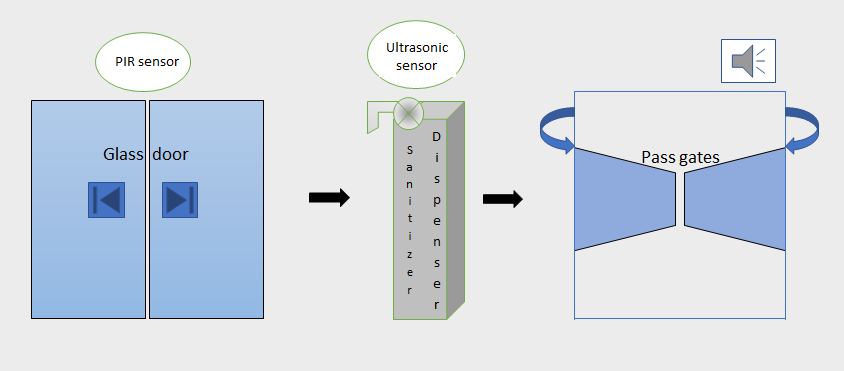 PIR sensor
Ultrasonic
sensor
Glass door
Sanitizer
Dispenser
Pass gates